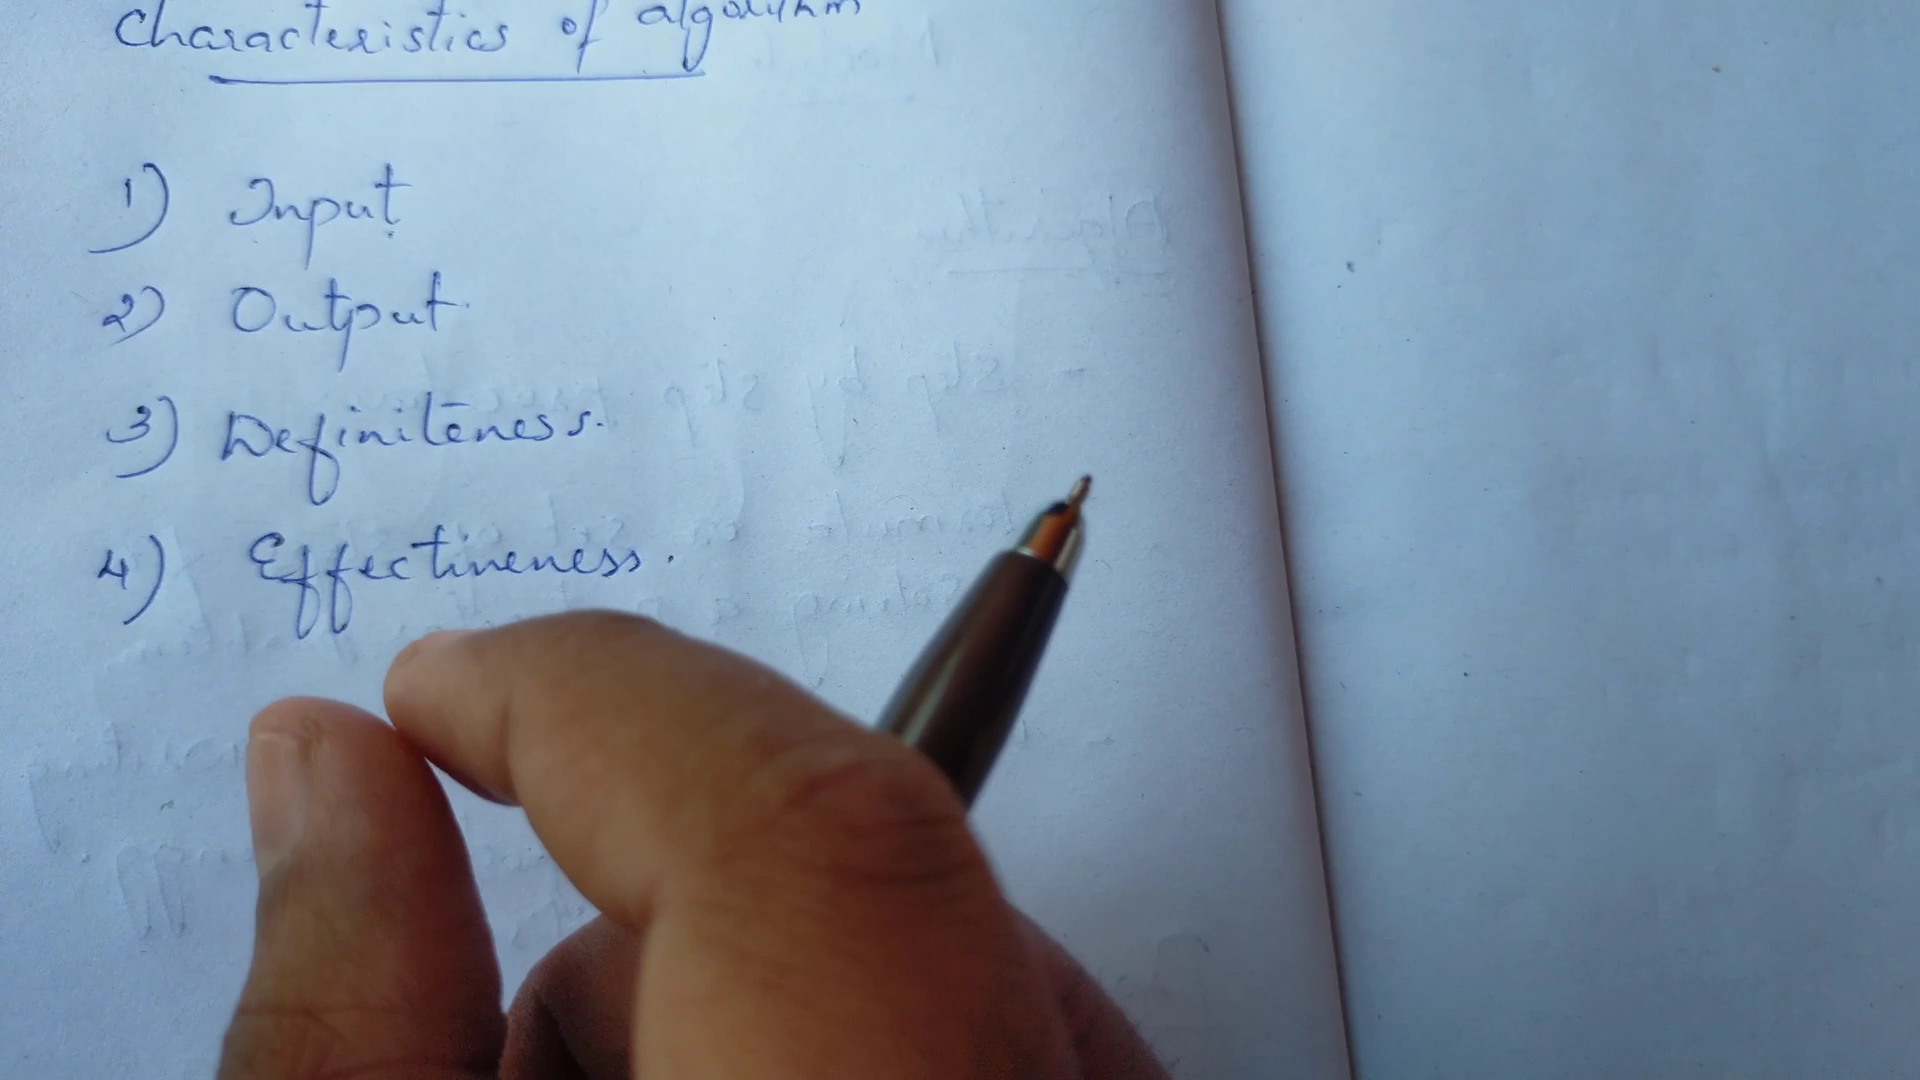 Characteristics of algorithm
1) Input
2) Output
3) Definiteness.
4) Effectiveness.